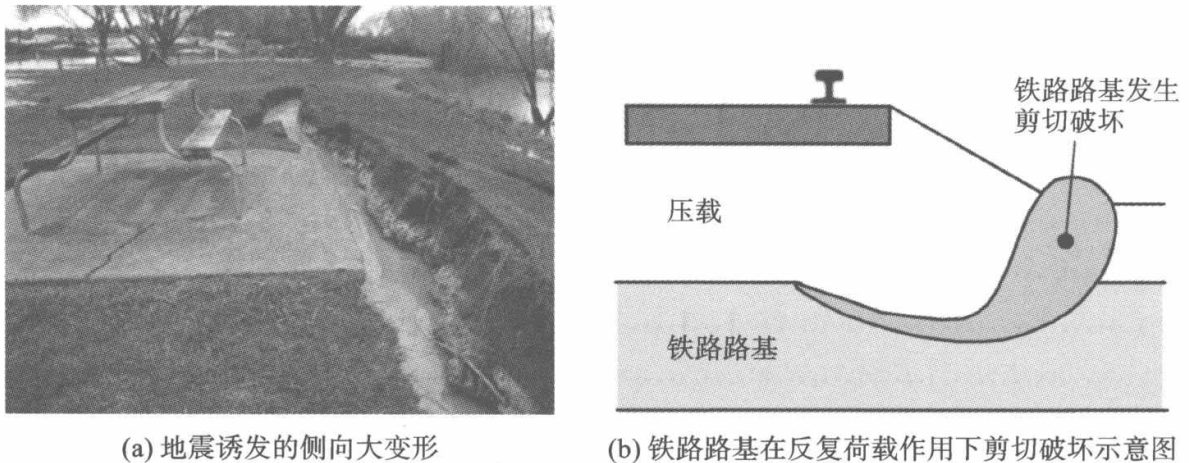 铁路路基发生
剪切破坏
压载
铁路路基
(a) 地震诱发的侧向大变形
(b) 铁路路基在反复荷载作用下剪切破坏示意图